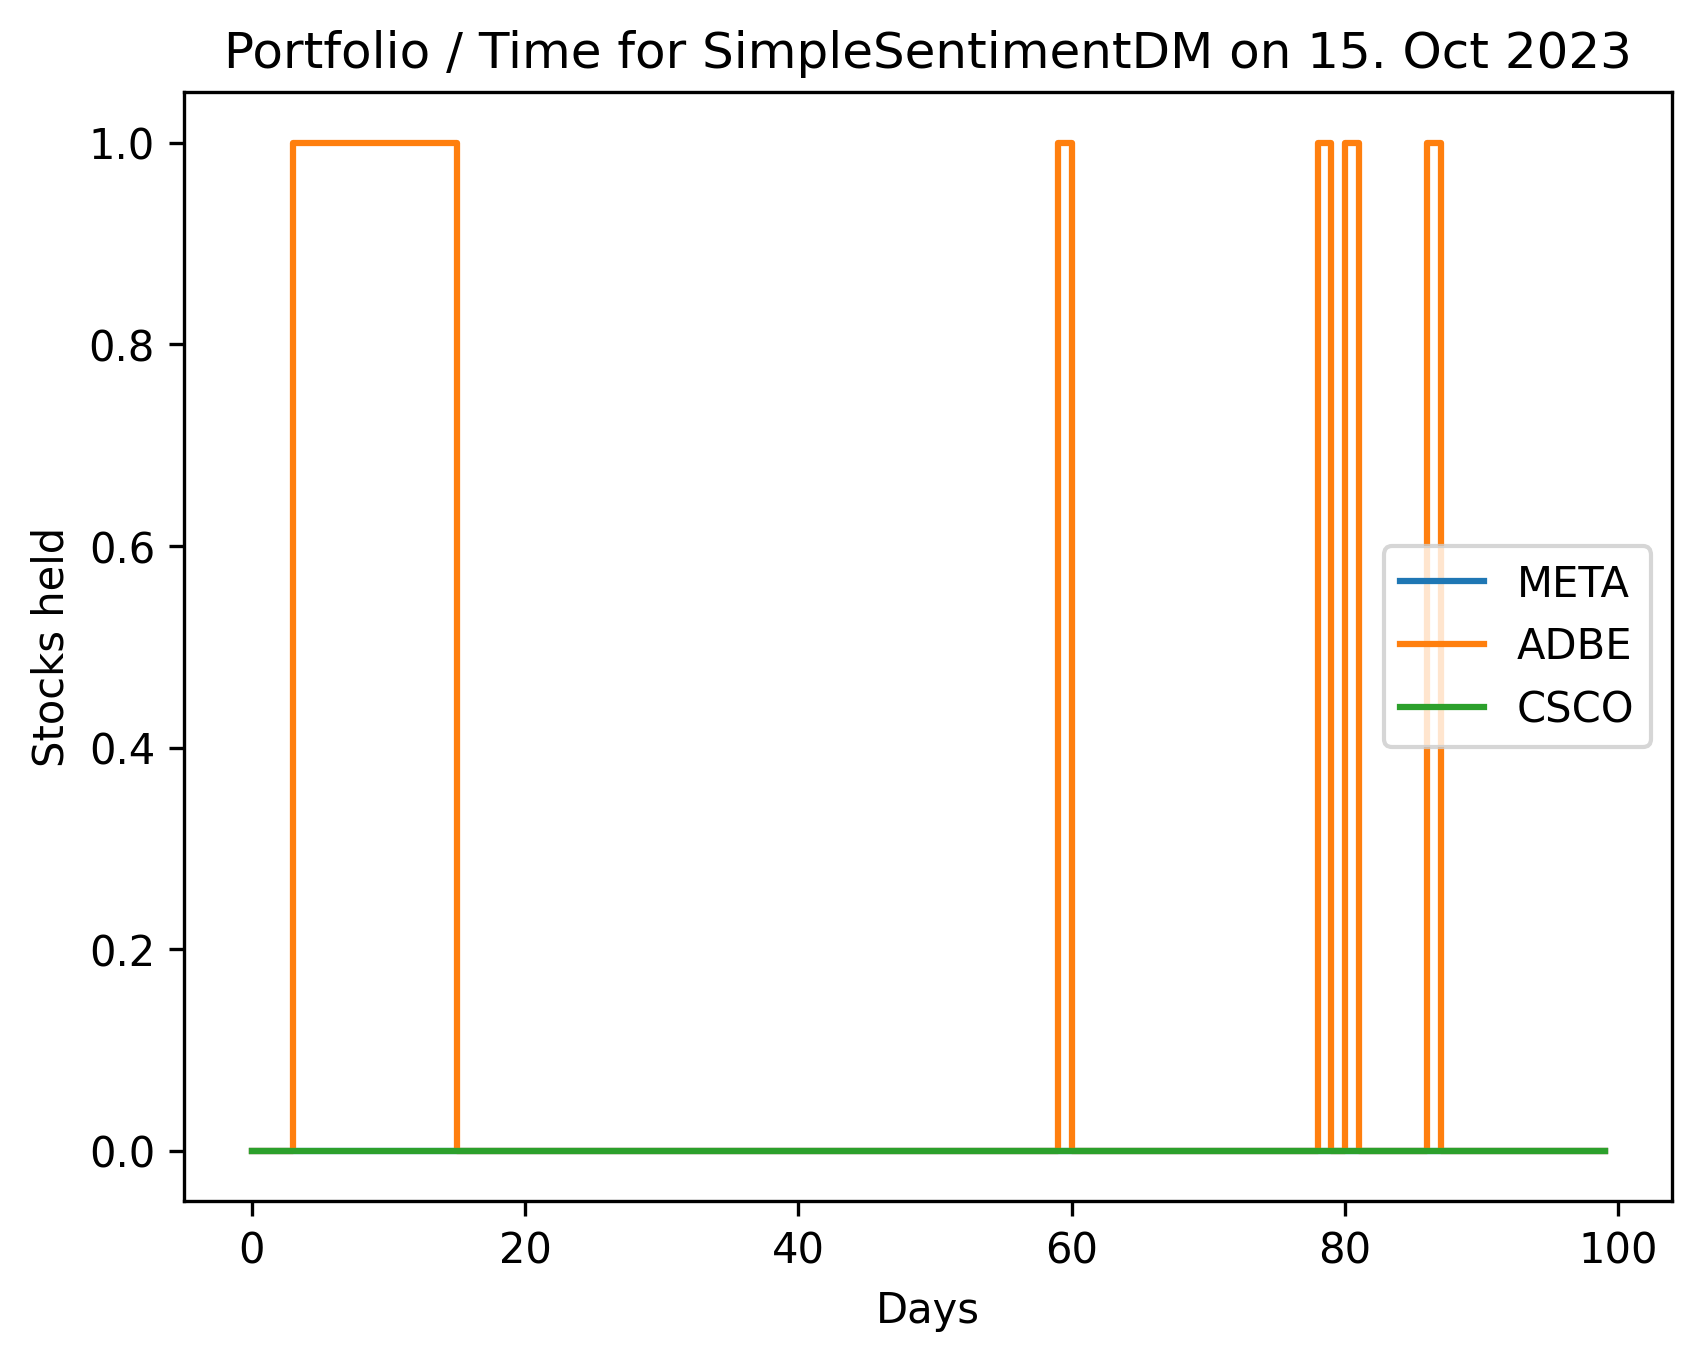 Portfolio / Time for SimpleSentimentDM on 15. Oct 2023
1.0
0.8
0.6
0.4
0.2
0.0
Stocks held
META
ADBE
CSCO
0 20 40 60 80 100
Days